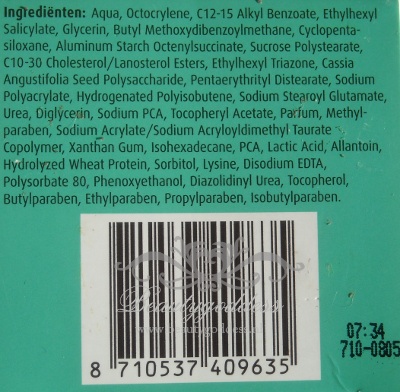 Ingrediënten: Aqua, Octocrylene, C12-15 Alkyl Benzoate, Ethylhexyl
Salicylate, Glycerin, Butyl Methoxydibenzoylmethane, Cyclopenta-
siloxane, Aluminum Starch Octenylsuccinate, Sucrose Polystearate,
C10-30 Cholesterol/Lanosterol Esters, Ethylhexyl Triazone, Cassia
Angustifolia Seed Polysaccharide, Pentaerythrityl Distearate, Sodium
Polyacrylate, Hydrogenated Polyisobutene, Sodium Stearoyl Glutamate,
Urea, Diglycerin, Sodium PCA, Tocopheryl Acetate, Parfum, Methyl-
paraben, Sodium Acrylate/Sodium Acryloyldimethyl Taurate
Copolymer, Xanthan Gum, Isohexadecane, PCA, Lactic Acid, Allantoin,
Hydrolyzed Wheat Protein, Sorbitol, Lysine, Disodium EDTA,
Polysorbate 80, Phenoxyethanol, Diazolidinyl Urea, Tocopherol,
Butylparaben, Ethylparaben, Propylparaben, Isobutylparaben.
Beautygoddess
07:34
710-0805
8 710537 409635